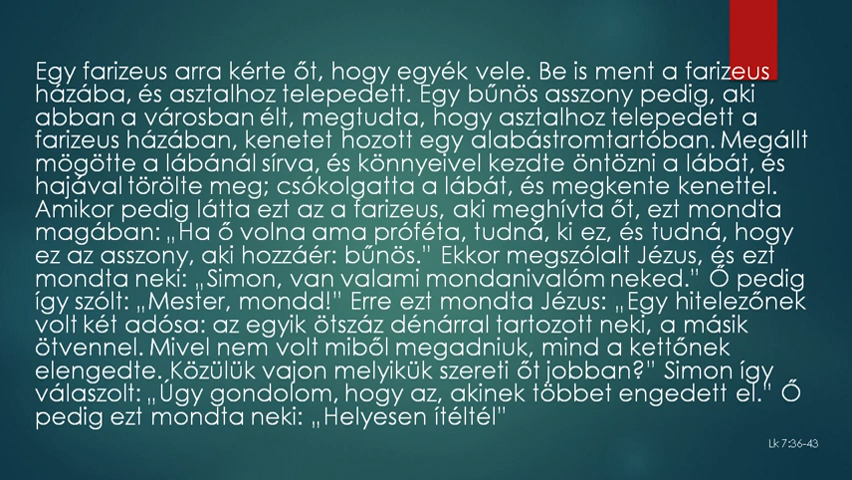 Egy farizeus arra kérte őt, hogy egyék vele. Be is ment a farizeus
házába, és asztalhoz telepedett. Egy bűnös asszony pedig, aki
abban a városban élt, megtudta, hogy asztalhoz telepedett a
farizeus házában, kenetet hozott egy alabástromtartóban. Megállt
mögötte a lábánál sírva, és könnyeivel kezdte öntözni a lábát, és
hajával törölte meg; csókolgatta a lábát, és megkente kenettel.
Amikor pedig látta ezt az a farizeus, aki meghívta őt, ezt mondta
magában: „Ha ő volna ama próféta, tudná, ki ez, és tudná, hogy
ez az asszony, aki hozzáér: bűnös." Ekkor megszólalt Jézus, és ezt
mondta neki: „Simon, van valami mondanivalóm neked." Ő pedig
így szólt: „Mester, mondd!" Erre ezt mondta Jézus: „Egy hitelezőnek
volt két adósa: az egyik ötszáz dénárral tartozott neki, a másik
ötvennel. Mivel nem volt miből megadniuk, mind a kettőnek
elengedte. Közülük vajon melyikük szereti őt jobban?" Simon így
válaszolt: „Úgy gondolom, hogy az, akinek többet engedett el." Ő
pedig ezt mondta neki: „Helyesen ítéltél"
Lk 7:36-43